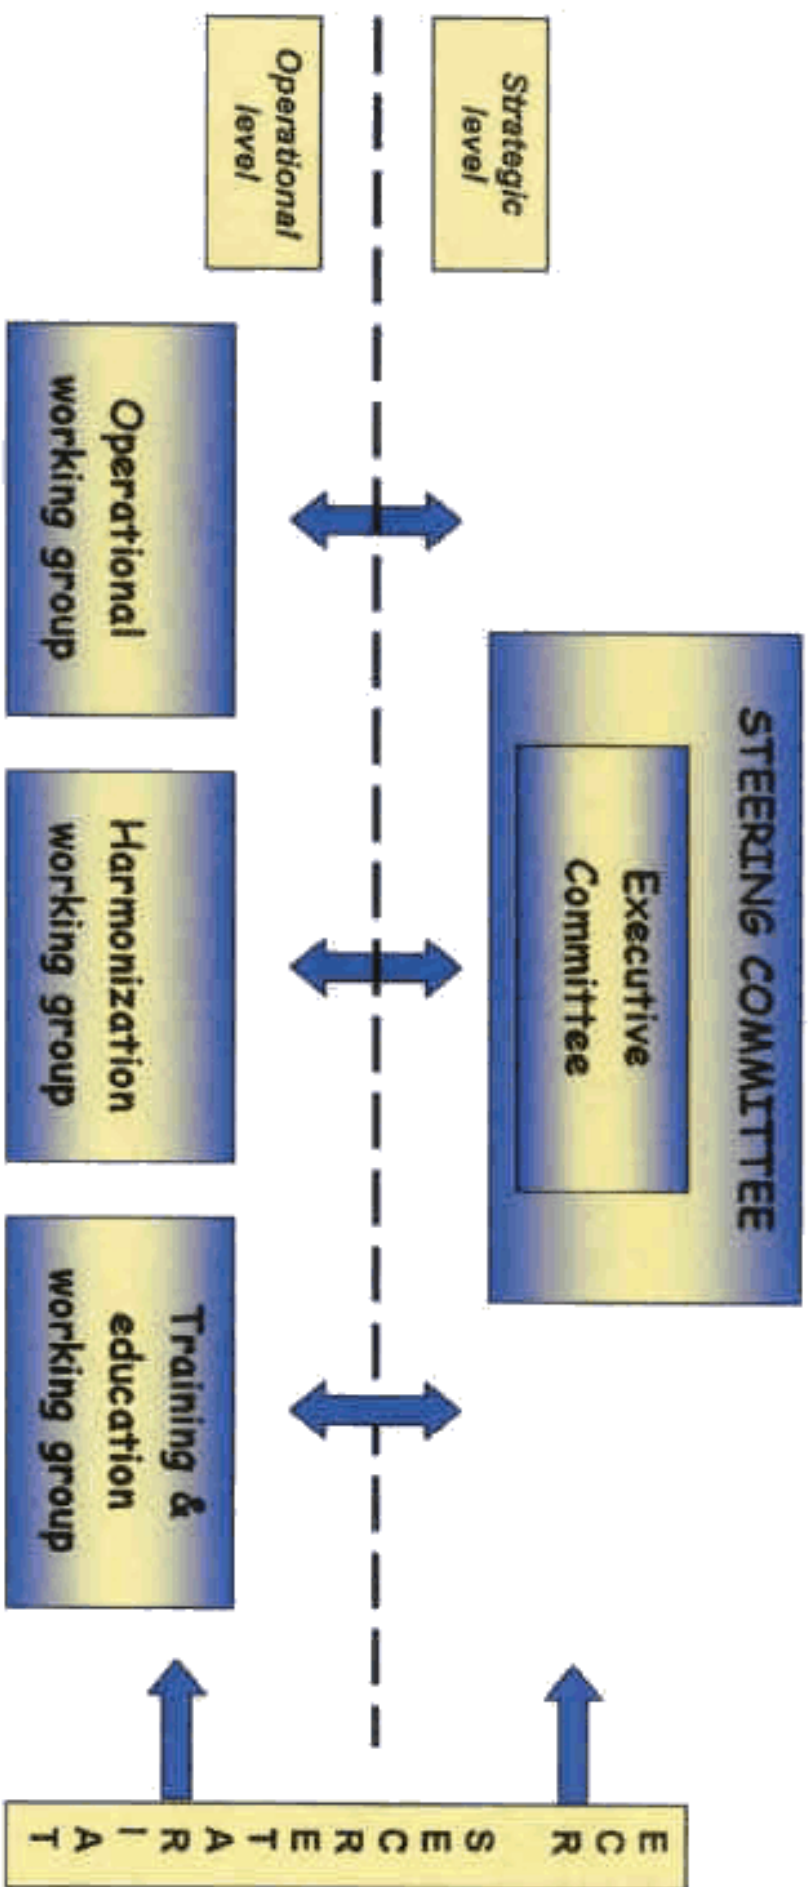 STEERING COMMITTEE
Executive
Committee
Strategic
level
Operational
level
Operational
working group
Harmonization
working group
Training &
education
working group
ECR SECRETARIAT